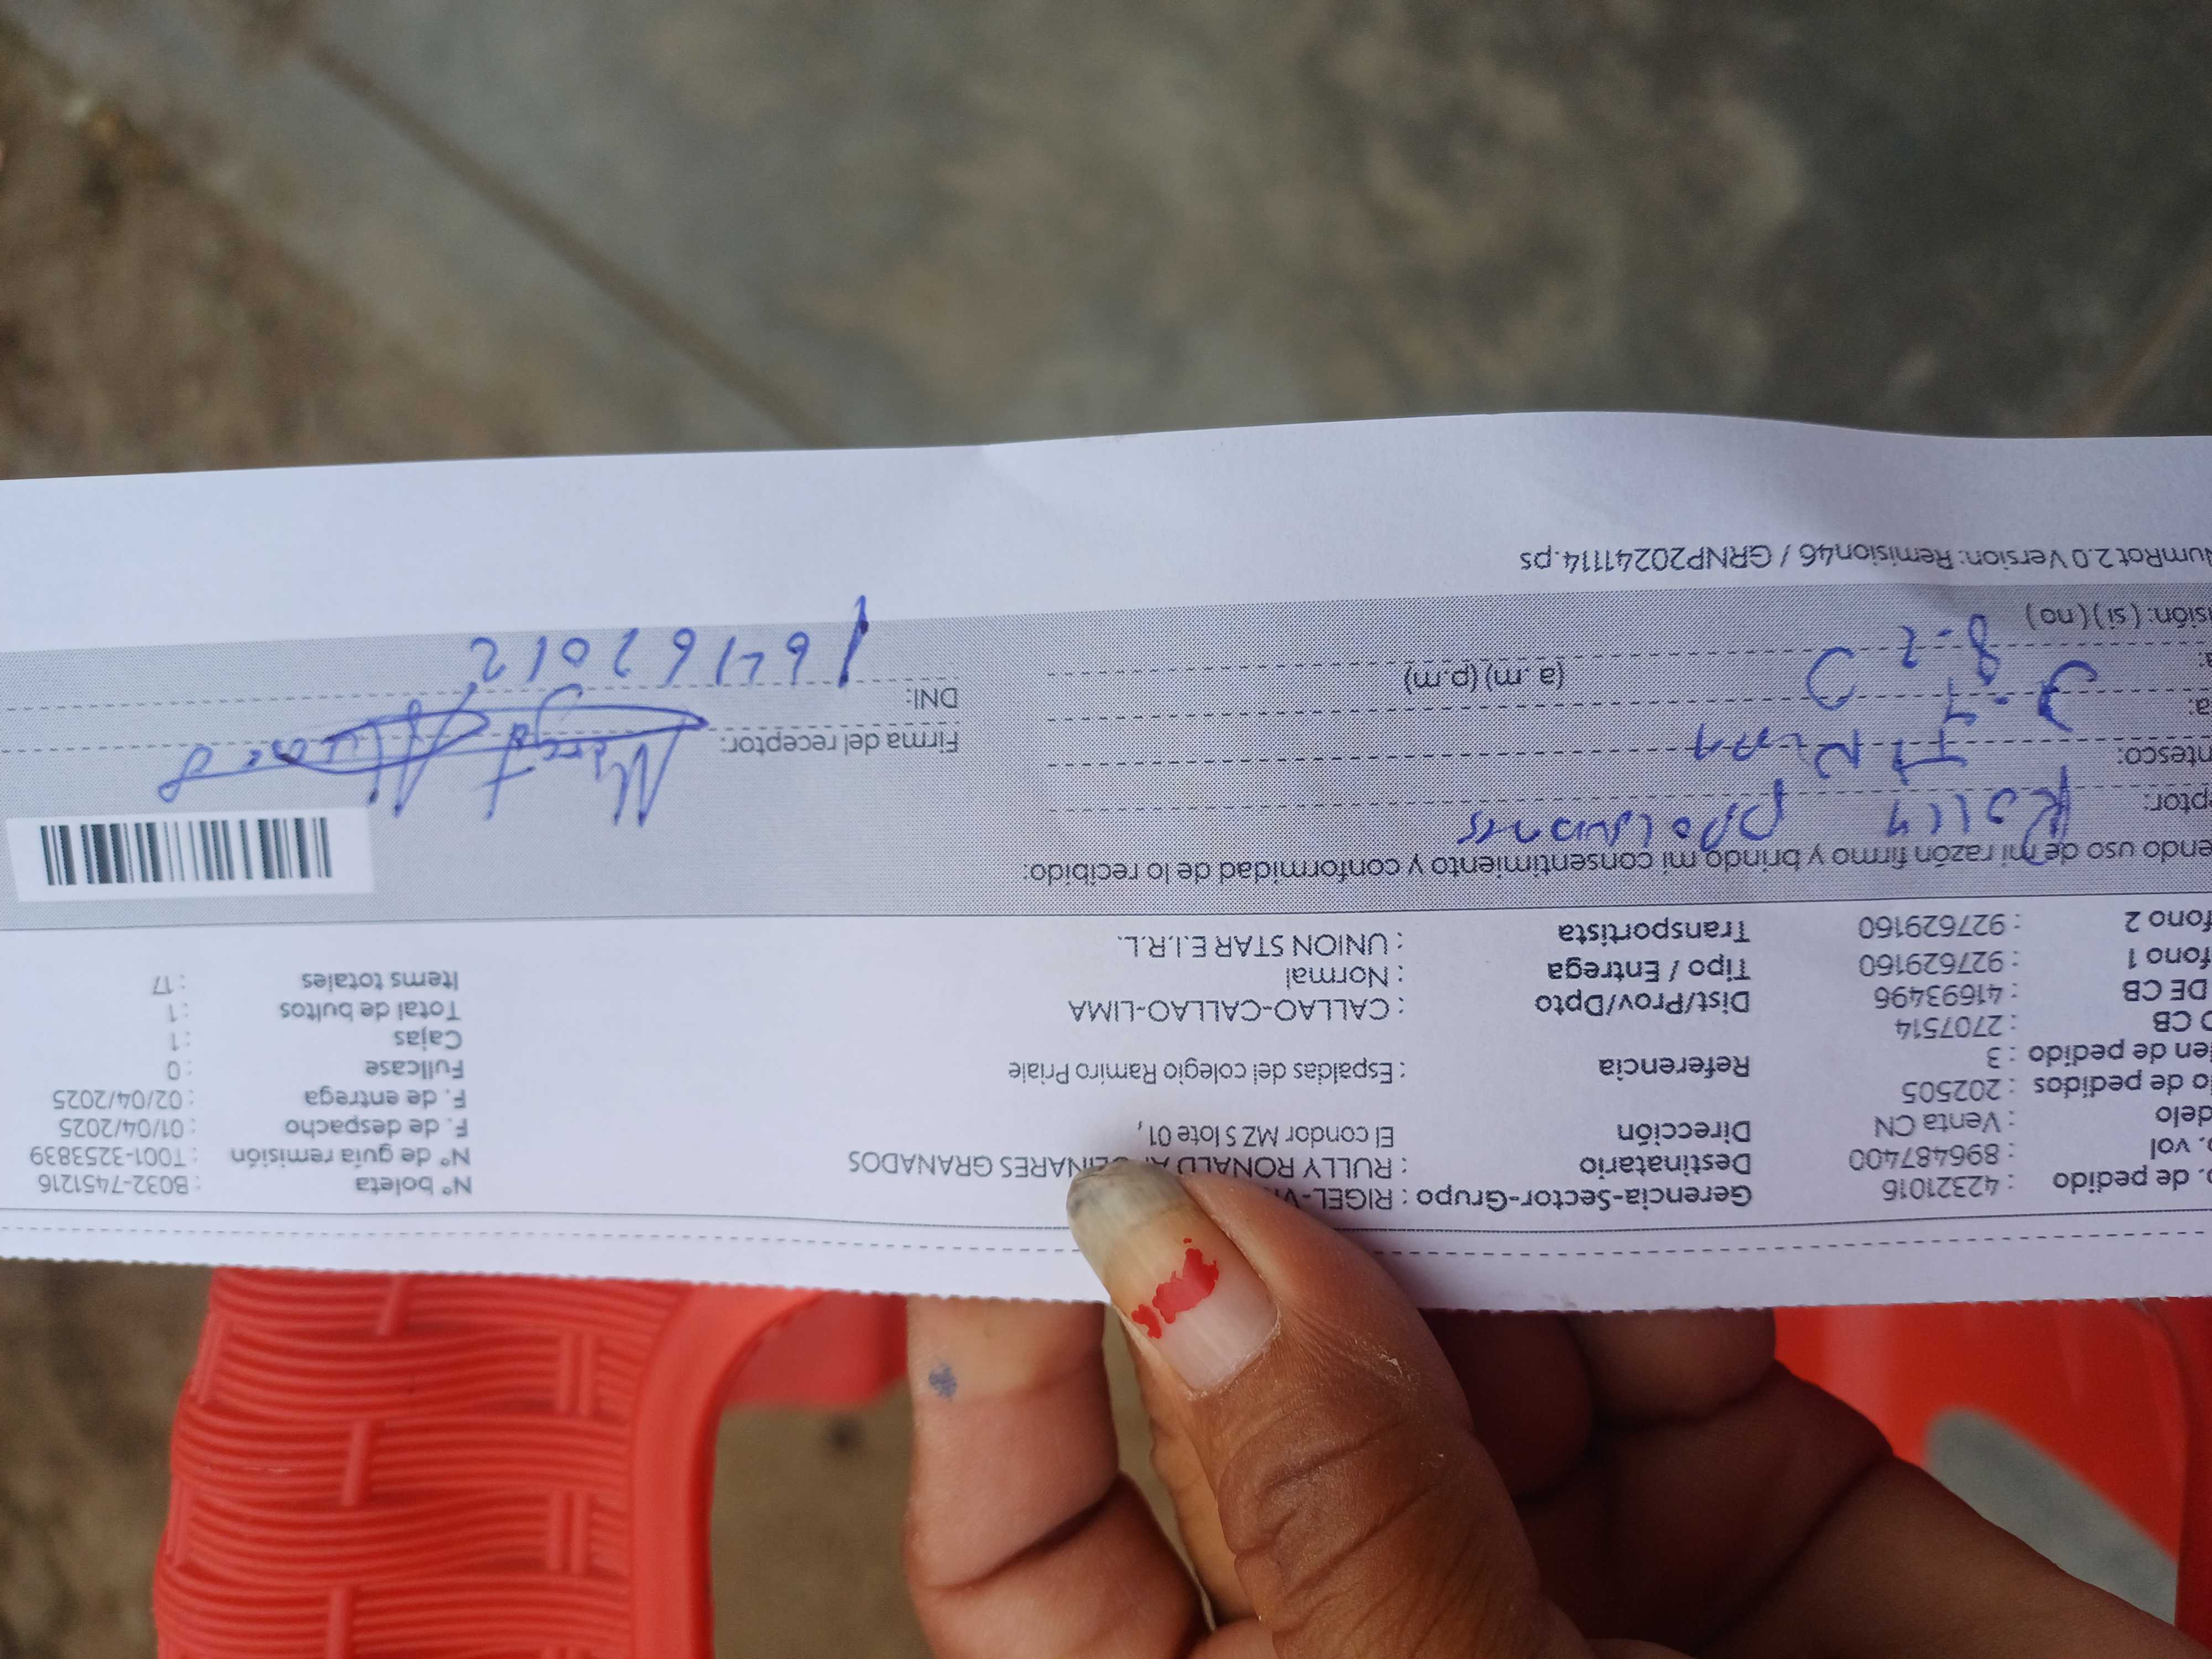 . de pedido : 42321016 Gerencia-Sector-Grupo : RIGEL- N° boleta : B032-7451216
. vol : 896487400 Destinatario : RULLY RONALD GRANADOS N° de guía remisión : T001-3253839
delo : Venta CN Dirección El condor MZ S lote 01, F. de despacho : 01/04/2025
o de pedidos : 202505 F. de entrega : 02/04/2025
en de pedido : 3 Referencia : Espaldas del colegio Ramiro Priale Fullcase : 0
CB : 2707514 Cajas : 1
DE CB : 41693496 Dist/Prov/Dpto : CALLAO-CALLAO-LIMA Total de bultos : 1
fono 1 : 927629160 Tipo / Entrega : Normal Items totales : 17
fono 2 : 927629160 Transportista : UNION STAR E.I.R.L.
endo uso de mi razón firmo y brindo mi consentimiento y conformidad de lo recibido:
ptor:
ntesco: Firma del receptor:
a:
a: (a.m) (p.m) DNI:
isión: ( si ) ( no )
NumRot 2.0 Version: Remision46 / GRNP20241114.ps